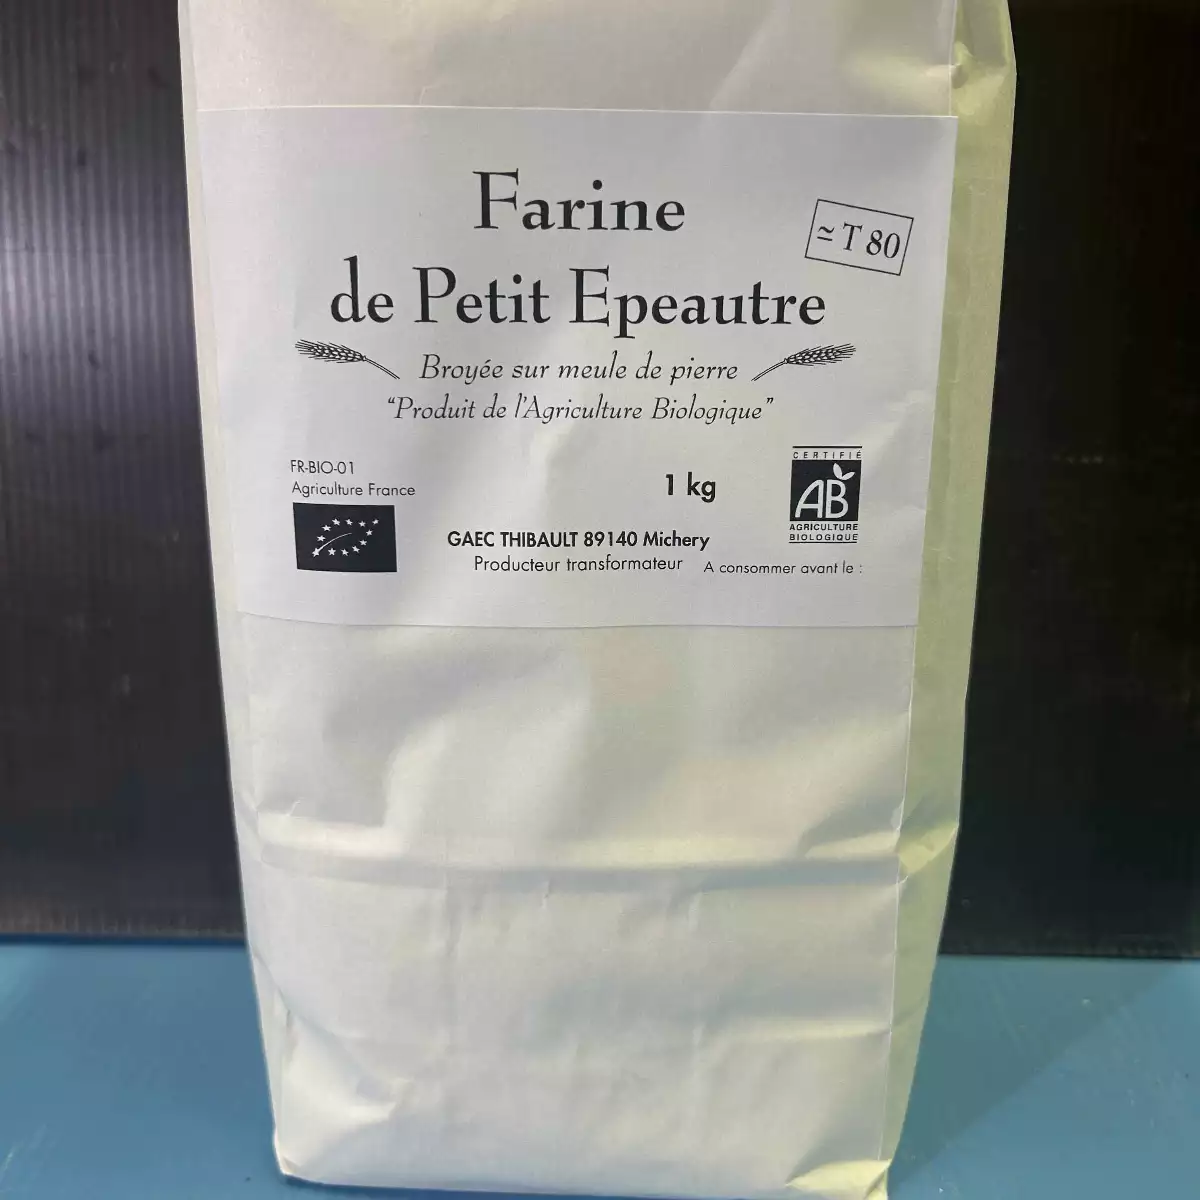 Farine
≃ T 80
de Petit Epeautre
Broyée sur meule de pierre
"Produit de l'Agriculture Biologique"
FR-BIO-01
Agriculture France
1 kg
CERTIFIÉ
AB
AGRICULTURE
BIOLOGIQUE
GAEC THIBAULT 89140 Michery
Producteur transformateur
A consommer avant le :